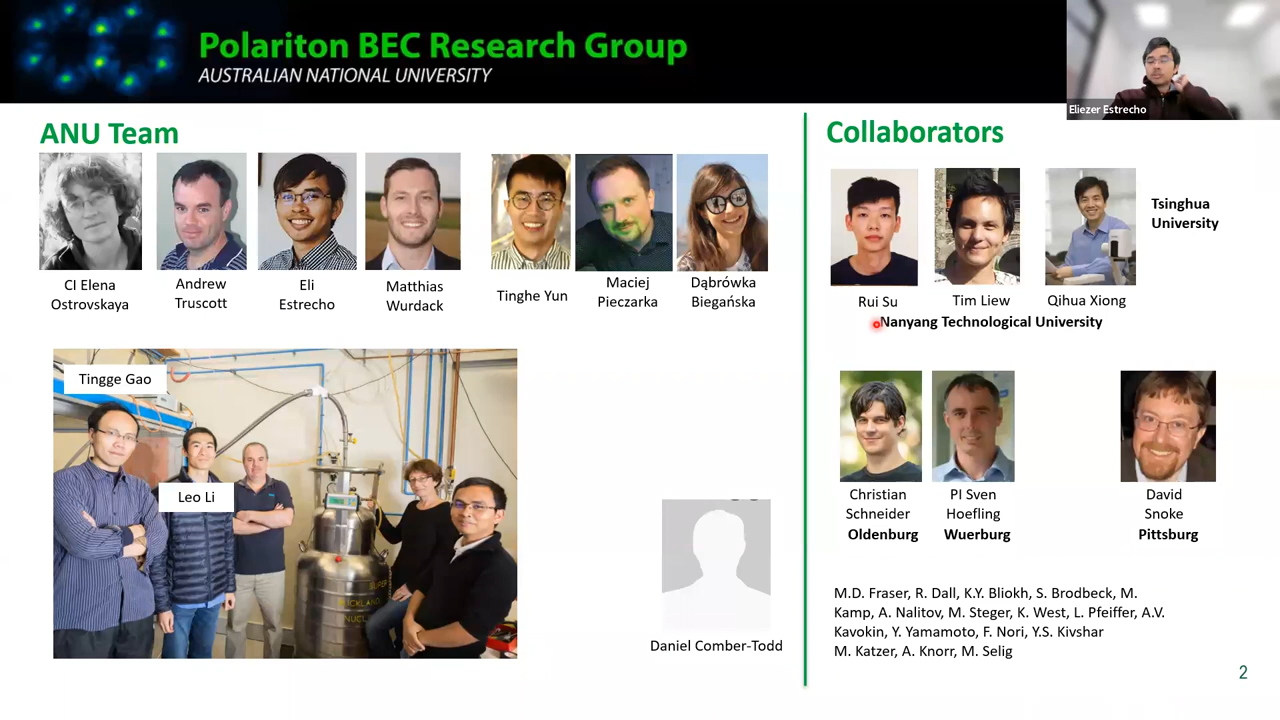 Polariton BEC Research Group
AUSTRALIAN NATIONAL UNIVERSITY
Eliezer Estrecho
ANU Team
CI Elena
Ostrovskaya
Andrew
Truscott
Eli
Estrecho
Matthias
Wurdack
Tinghe Yun
Maciej
Pieczarka
Dąbrówka
Biegańska
Tingge Gao
Leo Li
SUPER
NUCL
Daniel Comber-Todd
Collaborators
Tsinghua
University
Rui Su
Tim Liew
Qihua Xiong
Nanyang Technological University
Christian
Schneider
Oldenburg
PI Sven
Hoefling
Wuerburg
David
Snoke
Pittsburg
M.D. Fraser, R. Dall, K.Y. Bliokh, S. Brodbeck, M.
Kamp, A. Nalitov, M. Steger, K. West, L. Pfeiffer, A.V.
Kavokin, Y. Yamamoto, F. Nori, Y.S. Kivshar
M. Katzer, A. Knorr, M. Selig
2